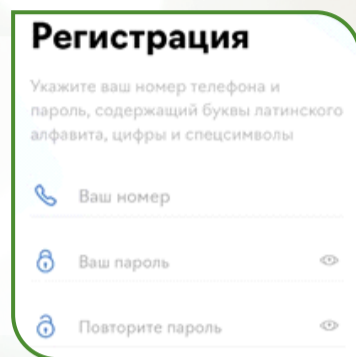 Регистрация
Укажите ваш номер телефона и
пароль, содержащий буквы латинского
алфавита, цифры и спецсимволы
Ваш номер
Ваш пароль
Повторите пароль